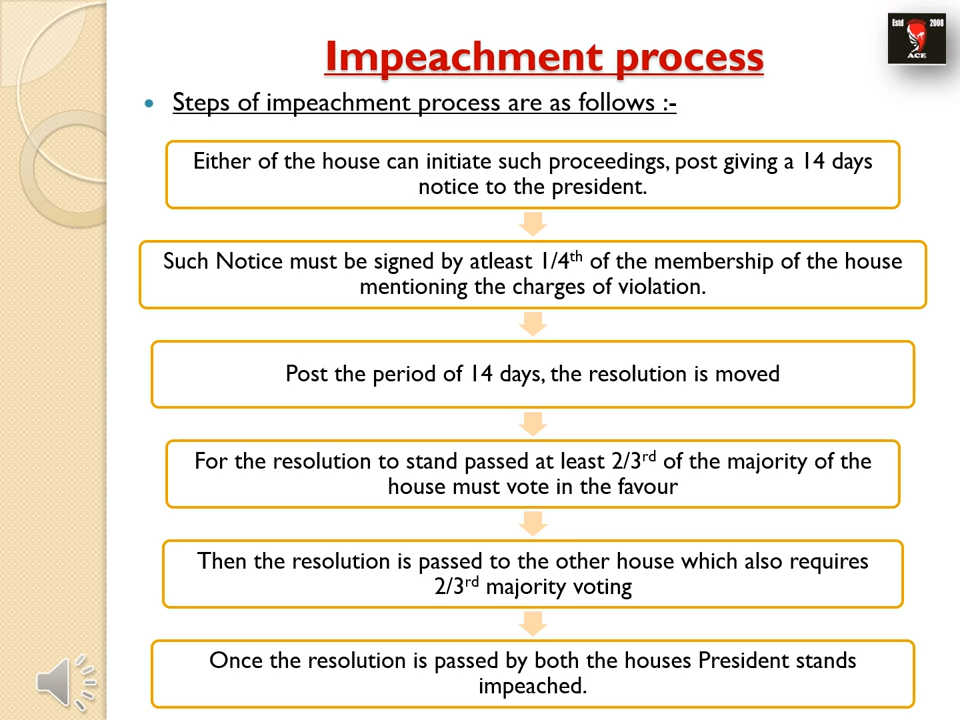 Estd 2008
ACE
Impeachment process
• Steps of impeachment process are as follows :-
Either of the house can initiate such proceedings, post giving a 14 days
notice to the president.
Such Notice must be signed by atleast 1/4th of the membership of the house
mentioning the charges of violation.
Post the period of 14 days, the resolution is moved
For the resolution to stand passed at least 2/3rd of the majority of the
house must vote in the favour
Then the resolution is passed to the other house which also requires
2/3rd majority voting
Once the resolution is passed by both the houses President stands
impeached.